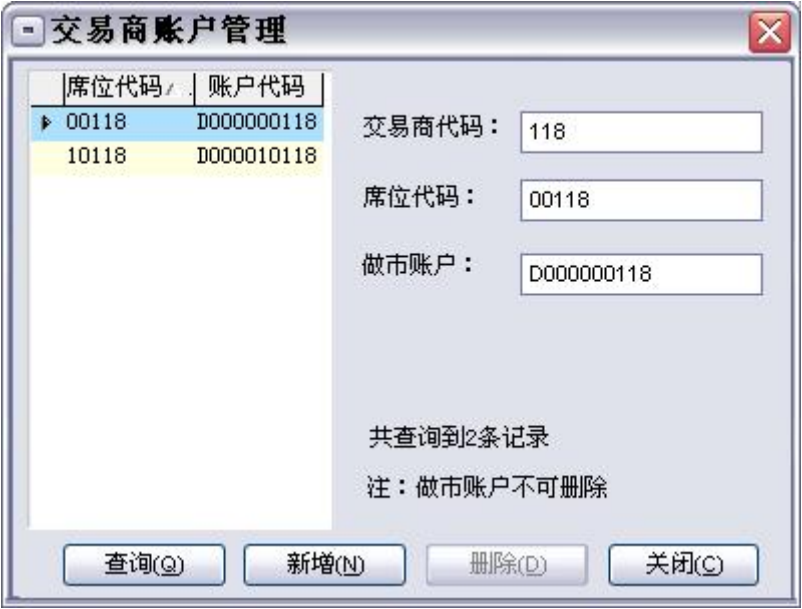 交易商账户管理
席位代码 账户代码
00118 D000000118
10118 D000010118
交易商代码： 118
席位代码： 00118
做市账户： D000000118
共查询到2条记录
注：做市账户不可删除
查询(Q) 新增(N) 删除(D) 关闭(C)